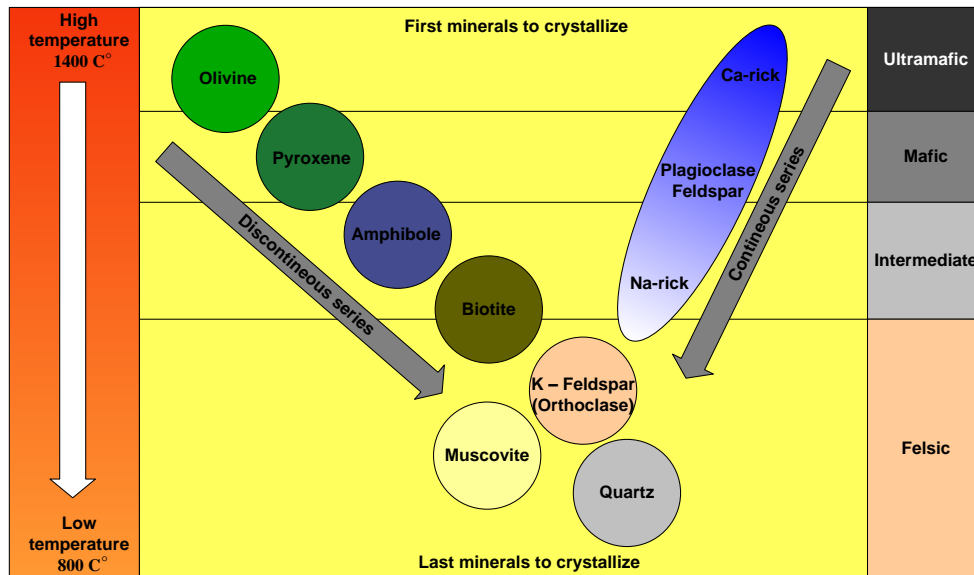 High
temperature
1400 C°
First minerals to crystallize
Ultramafic
Olivine
Ca-rick
Pyroxene
Plagioclase
Feldspar
Mafic
Amphibole
Discontineous series
Contineous series
Intermediate
Na-rick
Biotite
K – Feldspar
(Orthoclase)
Muscovite
Felsic
Quartz
Low
temperature
800 C°
Last minerals to crystallize